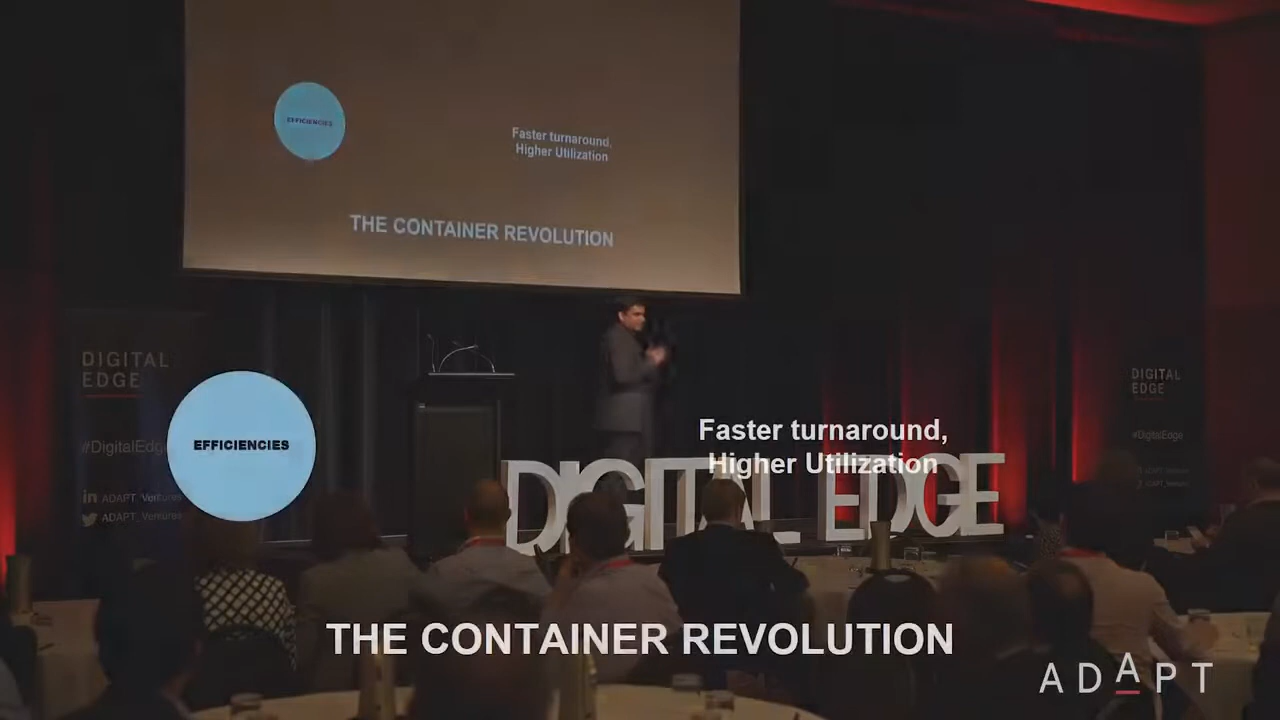 EFFICIENCIES
Faster turnaround,
Higher Utilization
THE CONTAINER REVOLUTION
DIGITAL
EDGE
#DigitalEdge
in ADAPT_Ventures
ADAPT_Ventures
EFFICIENCIES
Faster turnaround,
Higher Utilization
DIGITAL EDGE
DIGITAL
EDGE
#DigitalEdge
THE CONTAINER REVOLUTION
ADAPT